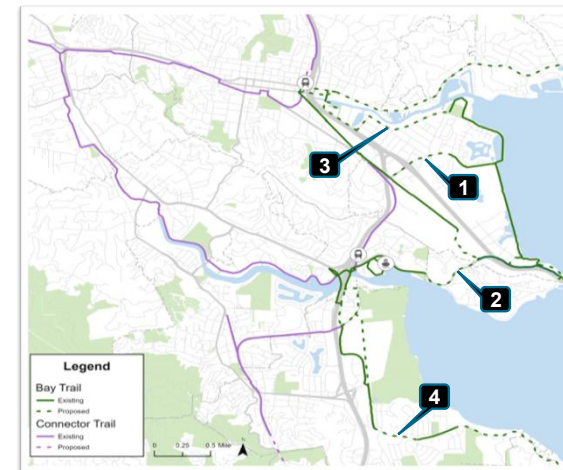 3
1
2
4
Legend
Bay Trail
Existing
Proposed
Connector Trail
Existing
Proposed
0 0.25 0.5 Mile